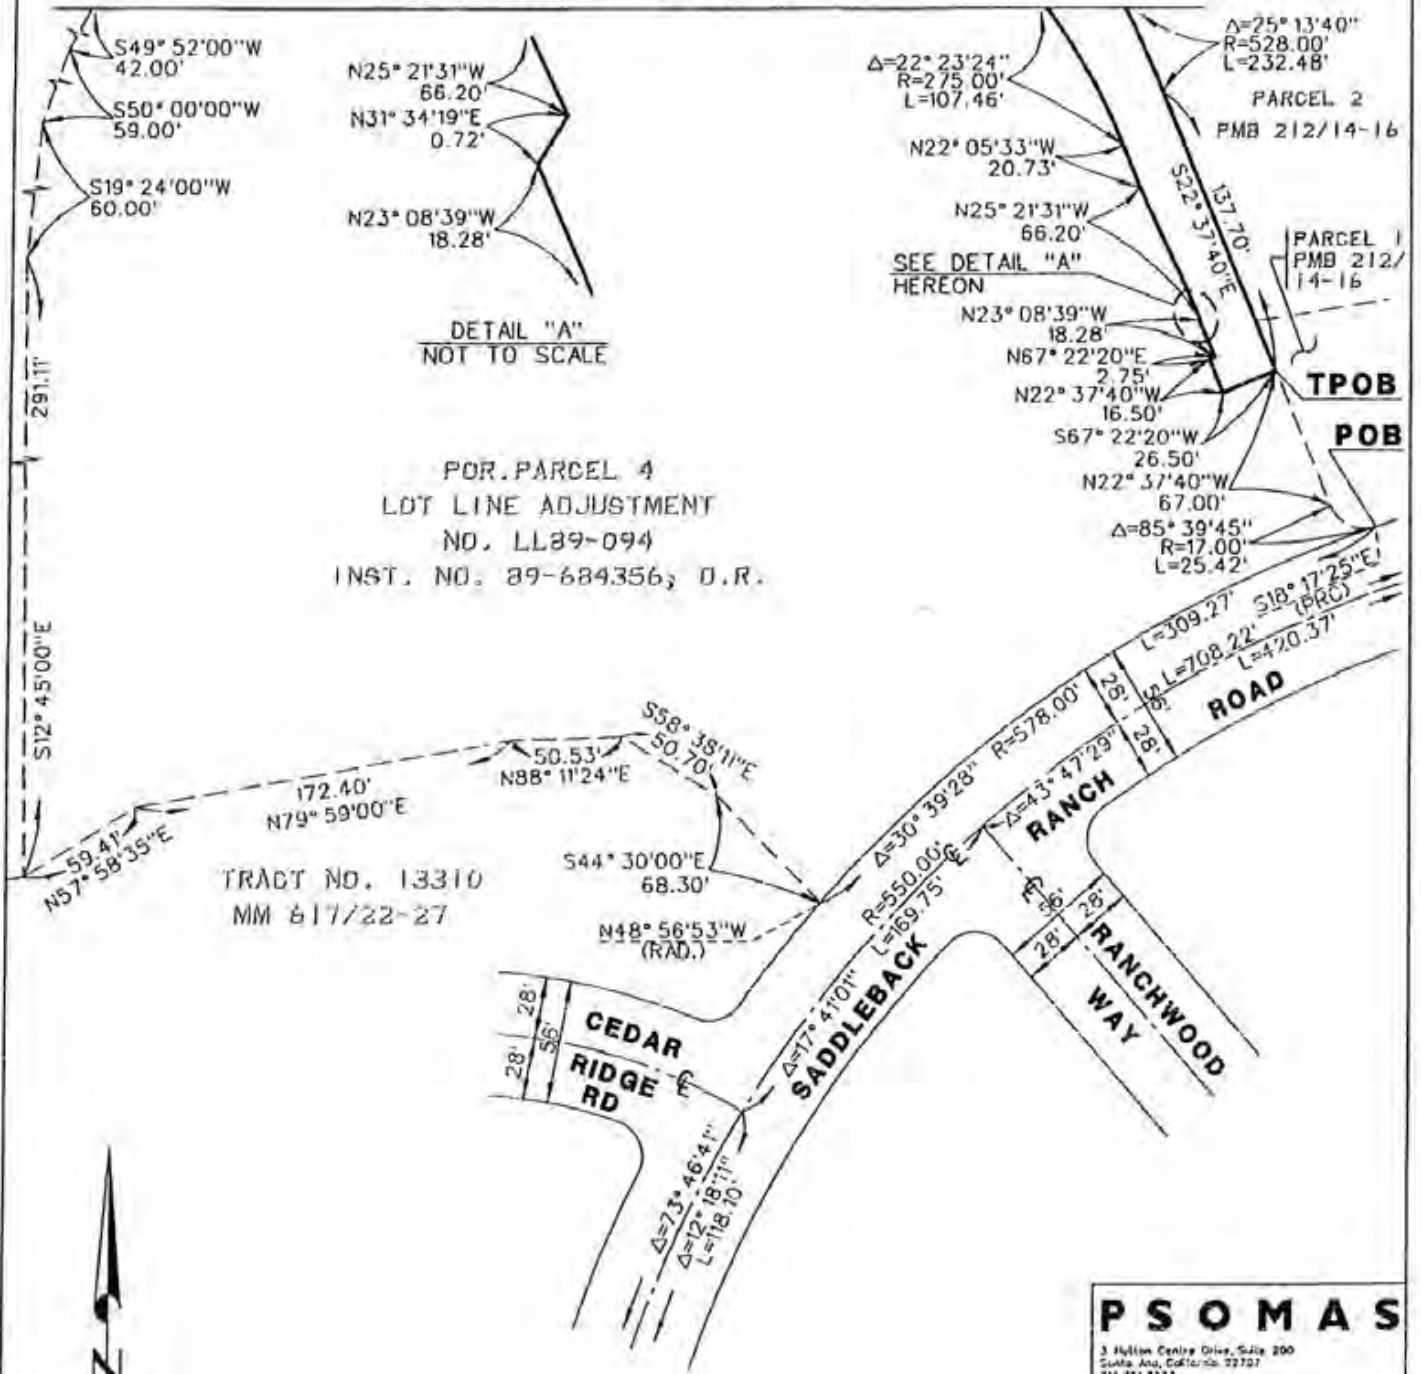 S49° 52'00"W
42.00'
S50° 00'00"W
59.00'
S19° 24'00"W
60.00'
291.11'
S12° 45'00"E
N25° 21'31"W
66.20'
N31° 34'19"E
0.72'
N23° 08'39"W
18.28'
DETAIL "A"
NOT TO SCALE
Δ=22° 23'24"
R=275.00'
L=107.46'
N22° 05'33"W
20.73'
N25° 21'31"W
66.20'
SEE DETAIL "A"
HEREON
N23° 08'39"W
18.28'
N67° 22'20"E
2.75'
N22° 37'40"W
16.50'
S67° 22'20"W
26.50'
N22° 37'40"W
67.00'
Δ=85° 39'45"
R=17.00'
L=25.42'
Δ=25° 13'40"
R=528.00'
L=232.48'
PARCEL 2
PMB 212/14-16
137.70'
S22° 37'40"E
PARCEL 1
PMB 212/
14-16
TPOB
POB
POR. PARCEL 4
LOT LINE ADJUSTMENT
NO. LL89-094
INST. NO. 89-684356, O.R.
S18° 17'25"E
(PRC)
L=309.27'
L=708.22'
L=420.37'
ROAD
28'
56'
28'
Δ=30° 39'28" R=578.00'
Δ=43° 47'29"
RANCH
R=550.00'
L=169.75'
Δ=17° 41'01"
SADDLEBACK
S58° 38'11"E
50.70'
50.53'
N88° 11'24"E
172.40'
N79° 59'00"E
59.41'
N57° 58'35"E
S44° 30'00"E
68.30'
N48° 56'53"W
(RAD.)
TRACT NO. 13310
MM 617/22-27
28'
56'
28'
CEDAR
RIDGE
RD
56'
28'
28'
RANCHWOOD
WAY
Δ=73° 46'41"
Δ=12° 18'11"
L=118.10'
N
PSOMAS
3 Hutton Centre Drive, Suite 200
Santa Ana, California 92707